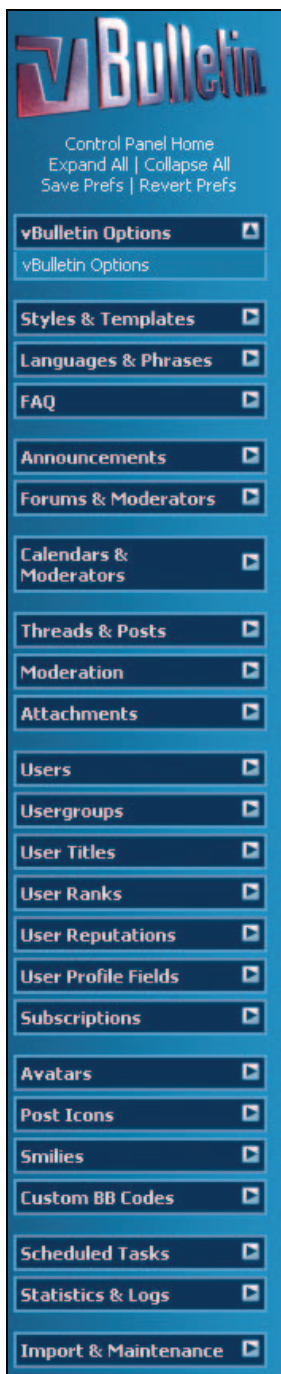 vBulletin
Control Panel Home
Expand All | Collapse All
Save Prefs | Revert Prefs
vBulletin Options
vBulletin Options
Styles & Templates
Languages & Phrases
FAQ
Announcements
Forums & Moderators
Calendars &
Moderators
Threads & Posts
Moderation
Attachments
Users
Usergroups
User Titles
User Ranks
User Reputations
User Profile Fields
Subscriptions
Avatars
Post Icons
Smilies
Custom BB Codes
Scheduled Tasks
Statistics & Logs
Import & Maintenance